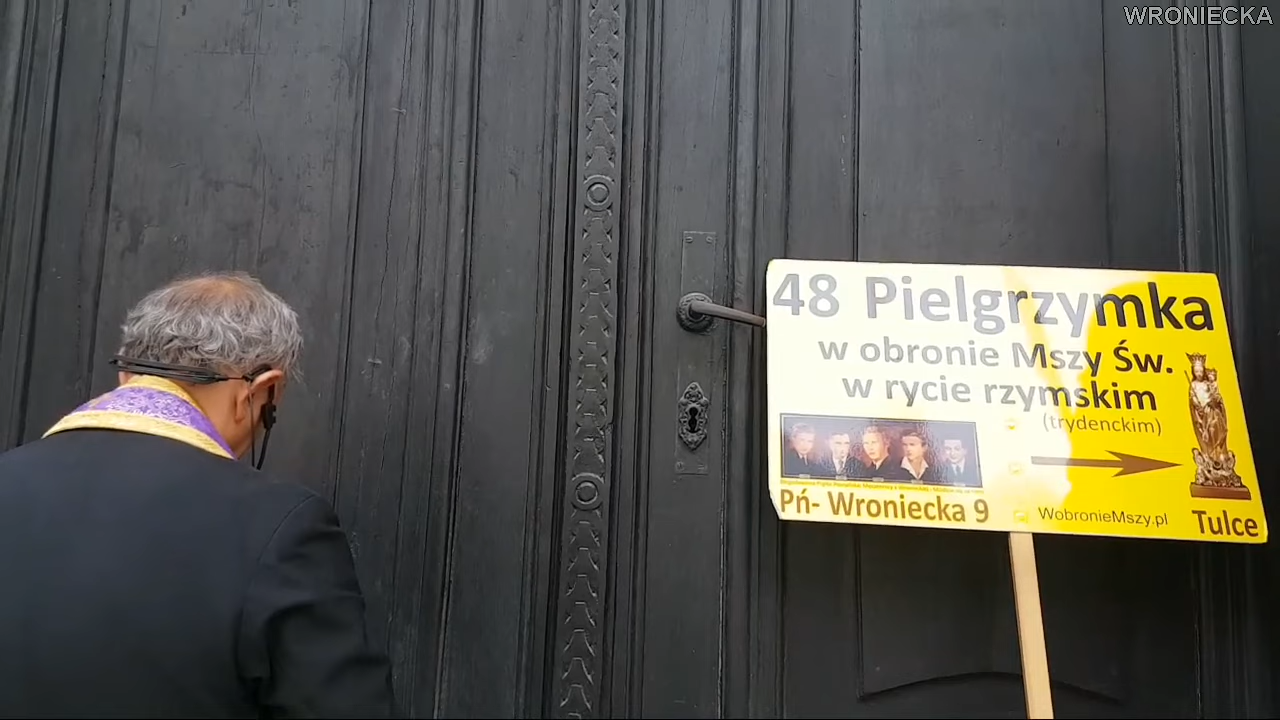 WRONIECKA
48 Pielgrzymka
w obronie Mszy Św.
w rycie rzymskim
(trydenckim)
Pń- Wroniecka 9
WobronieMszy.pl
Tulce